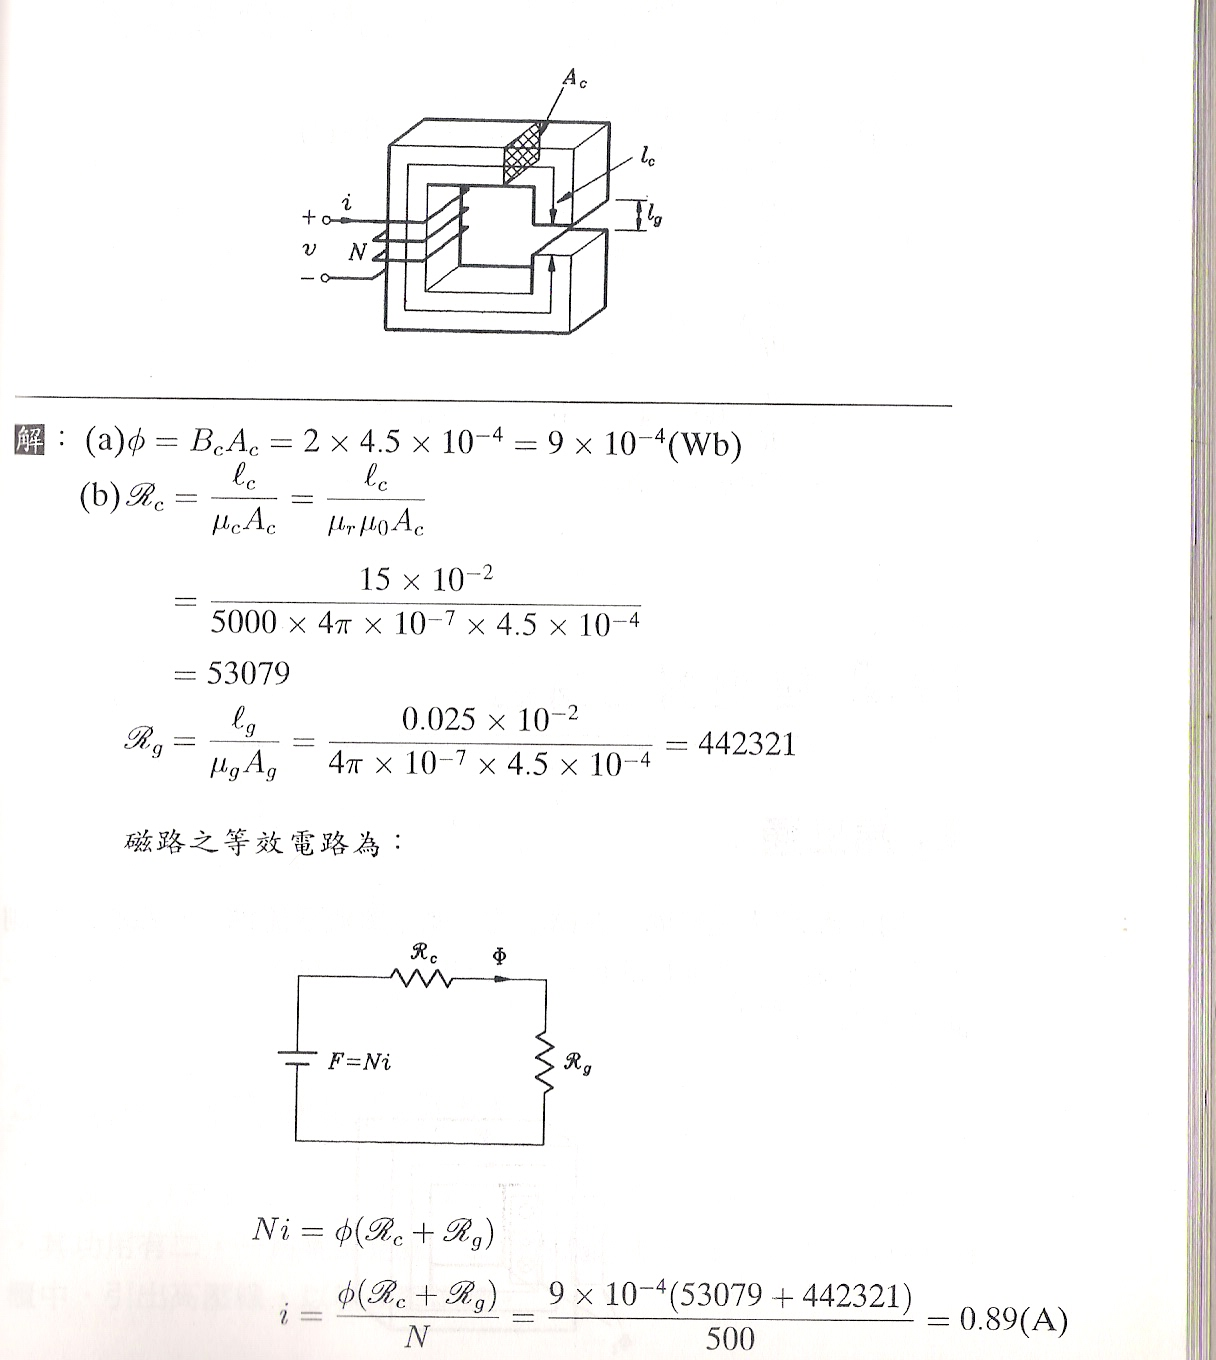 A_c
l_c
i
l_g
+
v N
−
解：(a)ϕ = B_cA_c = 2 × 4.5 × 10^−4 = 9 × 10^−4(Wb)
(b)ℛ_c = ℓ_c / μ_cA_c = ℓ_c / μ_rμ_0A_c
= 15 × 10^−2 / 5000 × 4π × 10^−7 × 4.5 × 10^−4
= 53079
ℛ_g = ℓ_g / μ_gA_g = 0.025 × 10^−2 / 4π × 10^−7 × 4.5 × 10^−4 = 442321
磁路之等效電路為：
ℛ_c Φ
F=Ni ℛ_g
Ni = ϕ(ℛ_c + ℛ_g)
i = ϕ(ℛ_c + ℛ_g) / N = 9 × 10^−4(53079 + 442321) / 500 = 0.89(A)